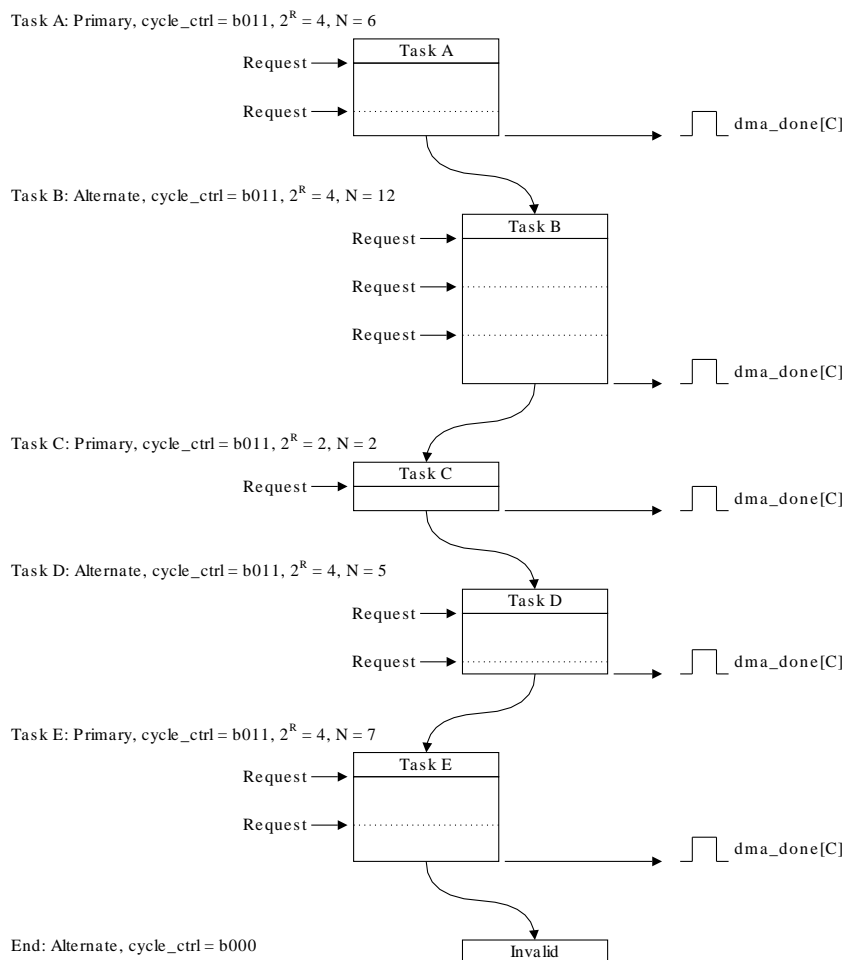 Task A: Primary, cycle_ctrl = b011, 2^R = 4, N = 6
Task A
Request
Request
dma_done[C]
Task B: Alternate, cycle_ctrl = b011, 2^R = 4, N = 12
Task B
Request
Request
Request
dma_done[C]
Task C: Primary, cycle_ctrl = b011, 2^R = 2, N = 2
Task C
Request
dma_done[C]
Task D: Alternate, cycle_ctrl = b011, 2^R = 4, N = 5
Task D
Request
Request
dma_done[C]
Task E: Primary, cycle_ctrl = b011, 2^R = 4, N = 7
Task E
Request
Request
dma_done[C]
End: Alternate, cycle_ctrl = b000
Invalid